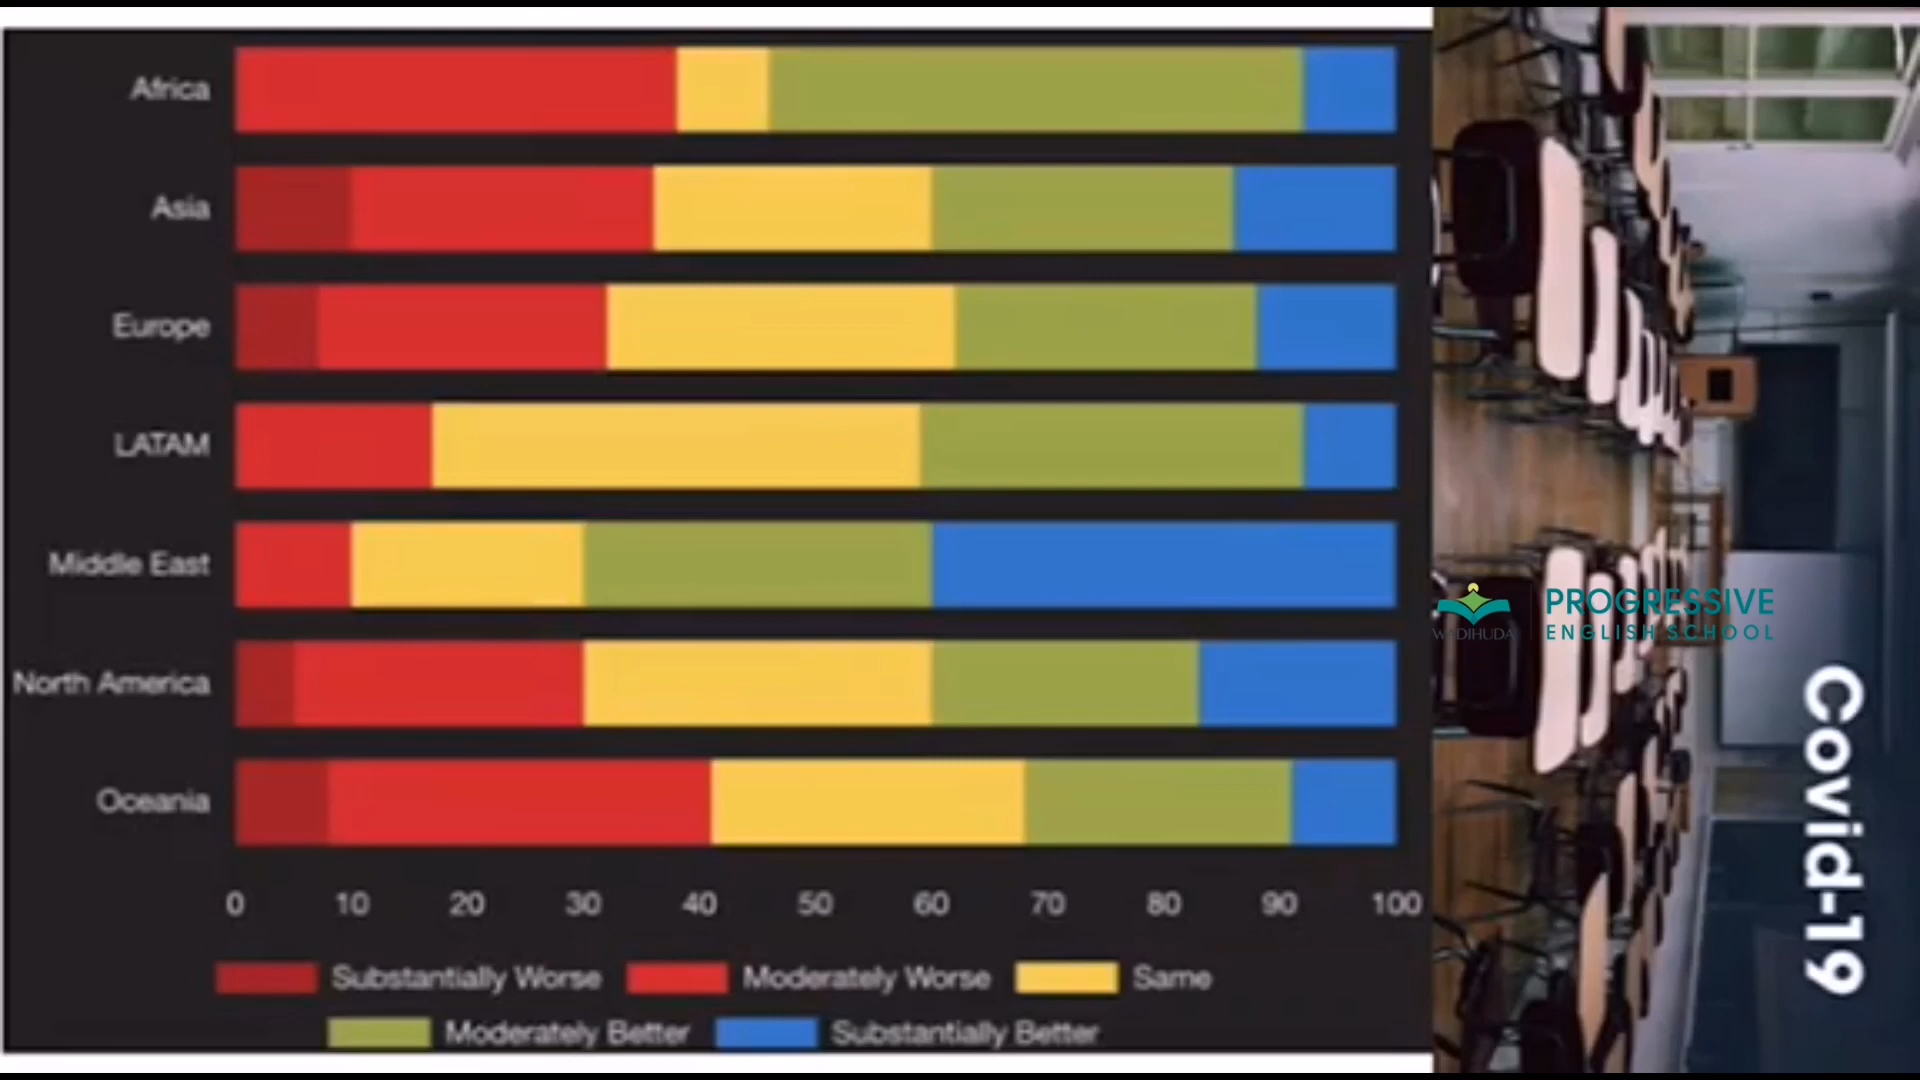 Africa
Asia
Europe
LATAM
Middle East
North America
Oceania
0 10 20 30 40 50 60 70 80 90 100
Substantially Worse Moderately Worse Same
Moderately Better Substantially Better
WADIHUDA
PROGRESSIVE
ENGLISH SCHOOL
Covid-19